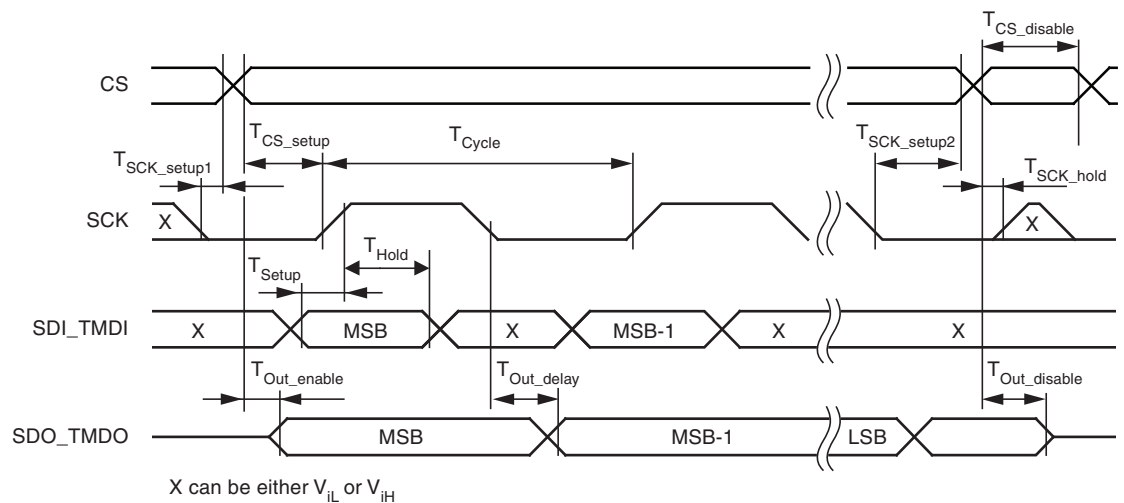 T_CS_disable
CS
T_CS_setup
T_Cycle
T_SCK_setup2
T_SCK_setup1
T_SCK_hold
SCK
X
X
T_Setup
T_Hold
SDI_TMDI
X
MSB
X
MSB-1
X
X
T_Out_enable
T_Out_delay
T_Out_disable
SDO_TMDO
MSB
MSB-1
LSB
X can be either V_iL or V_iH